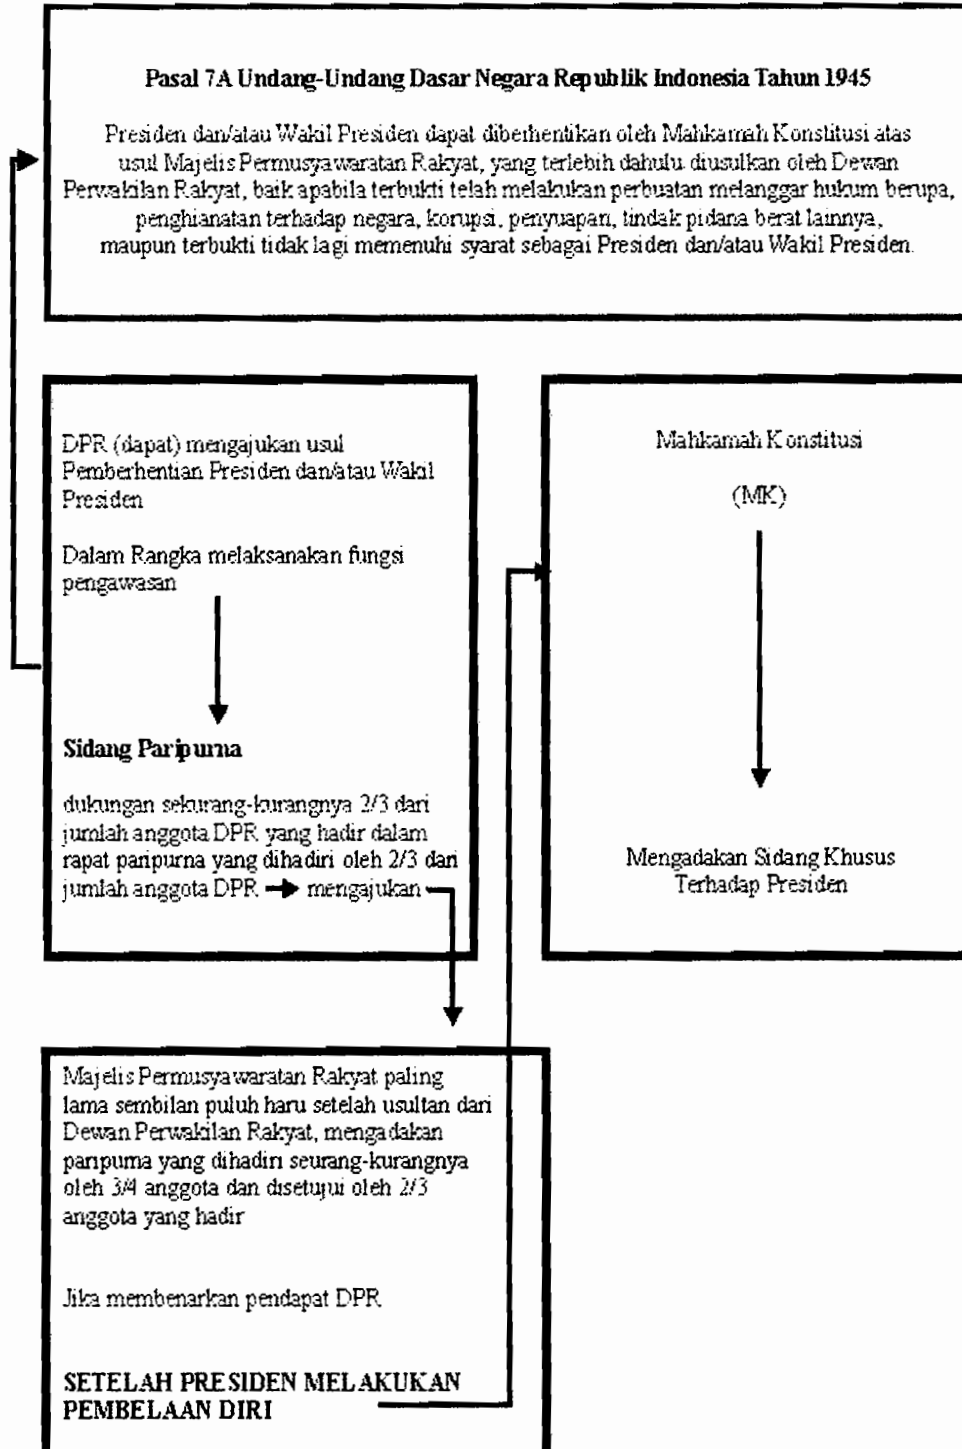 Pasal 7A Undang-Undang Dasar Negara Republik Indonesia Tahun 1945
Presiden dan/atau Wakil Presiden dapat diberhentikan oleh Mahkamah Konstitusi atas
usul Majelis Permusyawaratan Rakyat, yang terlebih dahulu diusulkan oleh Dewan
Perwakilan Rakyat, baik apabila terbukti telah melakukan perbuatan melanggar hukum berupa,
penghianatan terhadap negara, korupsi, penyuapan, tindak pidana berat lainnya,
maupun terbukti tidak lagi memenuhi syarat sebagai Presiden dan/atau Wakil Presiden.
DPR (dapat) mengajukan usul
Pemberhentian Presiden dan/atau Wakil
Presiden
Dalam Rangka melaksanakan fungsi
pengawasan
Sidang Paripurna
dukungan sekurang-kurangnya 2/3 dari
jumlah anggota DPR yang hadir dalam
rapat paripurna yang dihadiri oleh 2/3 dari
jumlah anggota DPR mengajukan
Mahkamah Konstitusi
(MK)
Mengadakan Sidang Khusus
Terhadap Presiden
Majelis Permusyawaratan Rakyat paling
lama sembilan puluh haru setelah usultan dari
Dewan Perwakilan Rakyat, mengadakan
paripurna yang dihadiri seurang-kurangnya
oleh 3/4 anggota dan disetujui oleh 2/3
anggota yang hadir
Jika membenarkan pendapat DPR
SETELAH PRESIDEN MELAKUKAN
PEMBELAAN DIRI